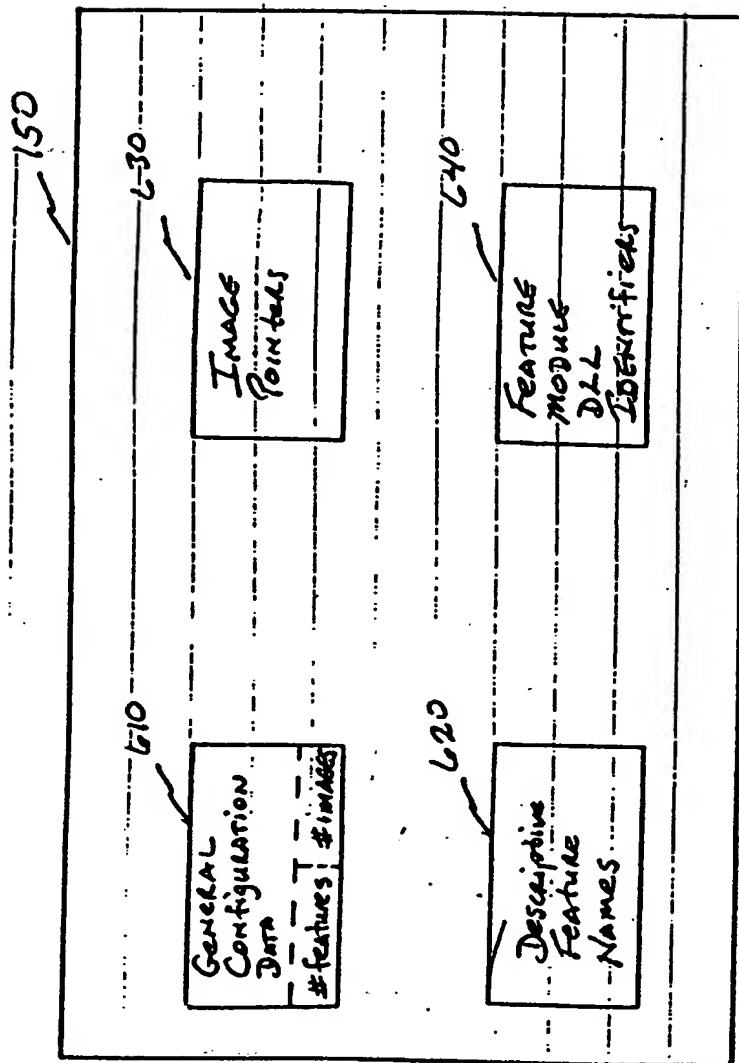 150
610
General
Configuration
Data
#features
#images
630
Image
Pointers
620
Descriptive
Feature
Names
640
Feature
Module
DLL
Identifiers